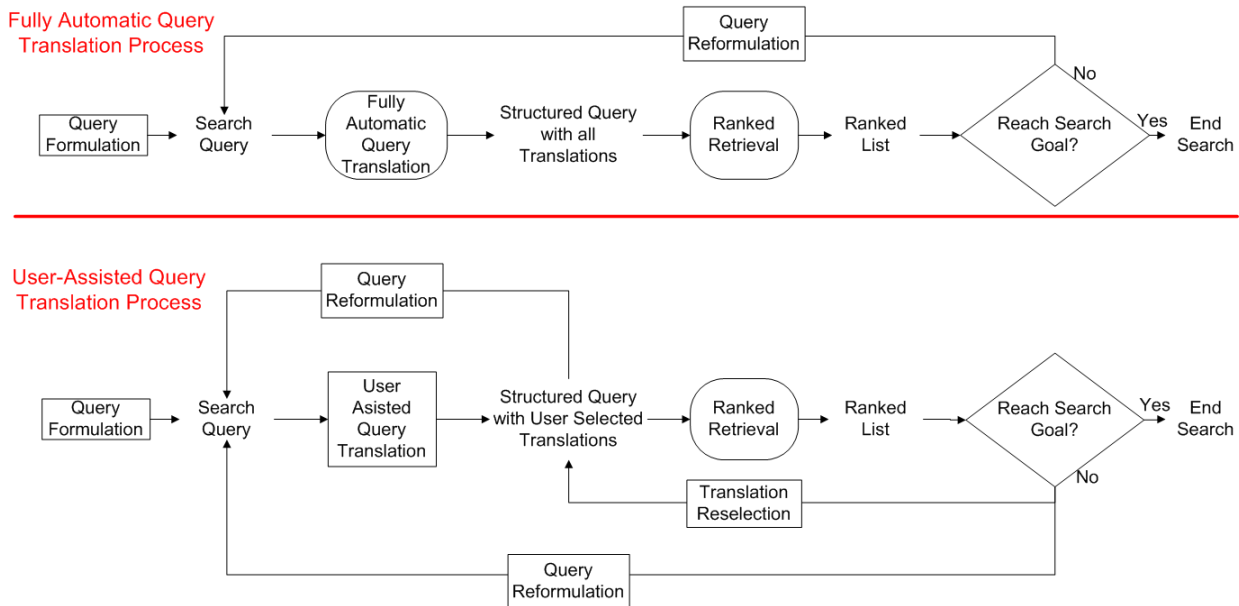 Fully Automatic Query
Translation Process
Query
Reformulation
No
Query
Formulation
Search
Query
Fully
Automatic
Query
Translation
Structured Query
with all
Translations
Ranked
Retrieval
Ranked
List
Reach Search
Goal?
Yes
End
Search
User-Assisted Query
Translation Process
Query
Reformulation
Query
Formulation
Search
Query
User
Asisted
Query
Translation
Structured Query
with User Selected
Translations
Ranked
Retrieval
Ranked
List
Reach Search
Goal?
Yes
End
Search
No
Translation
Reselection
Query
Reformulation